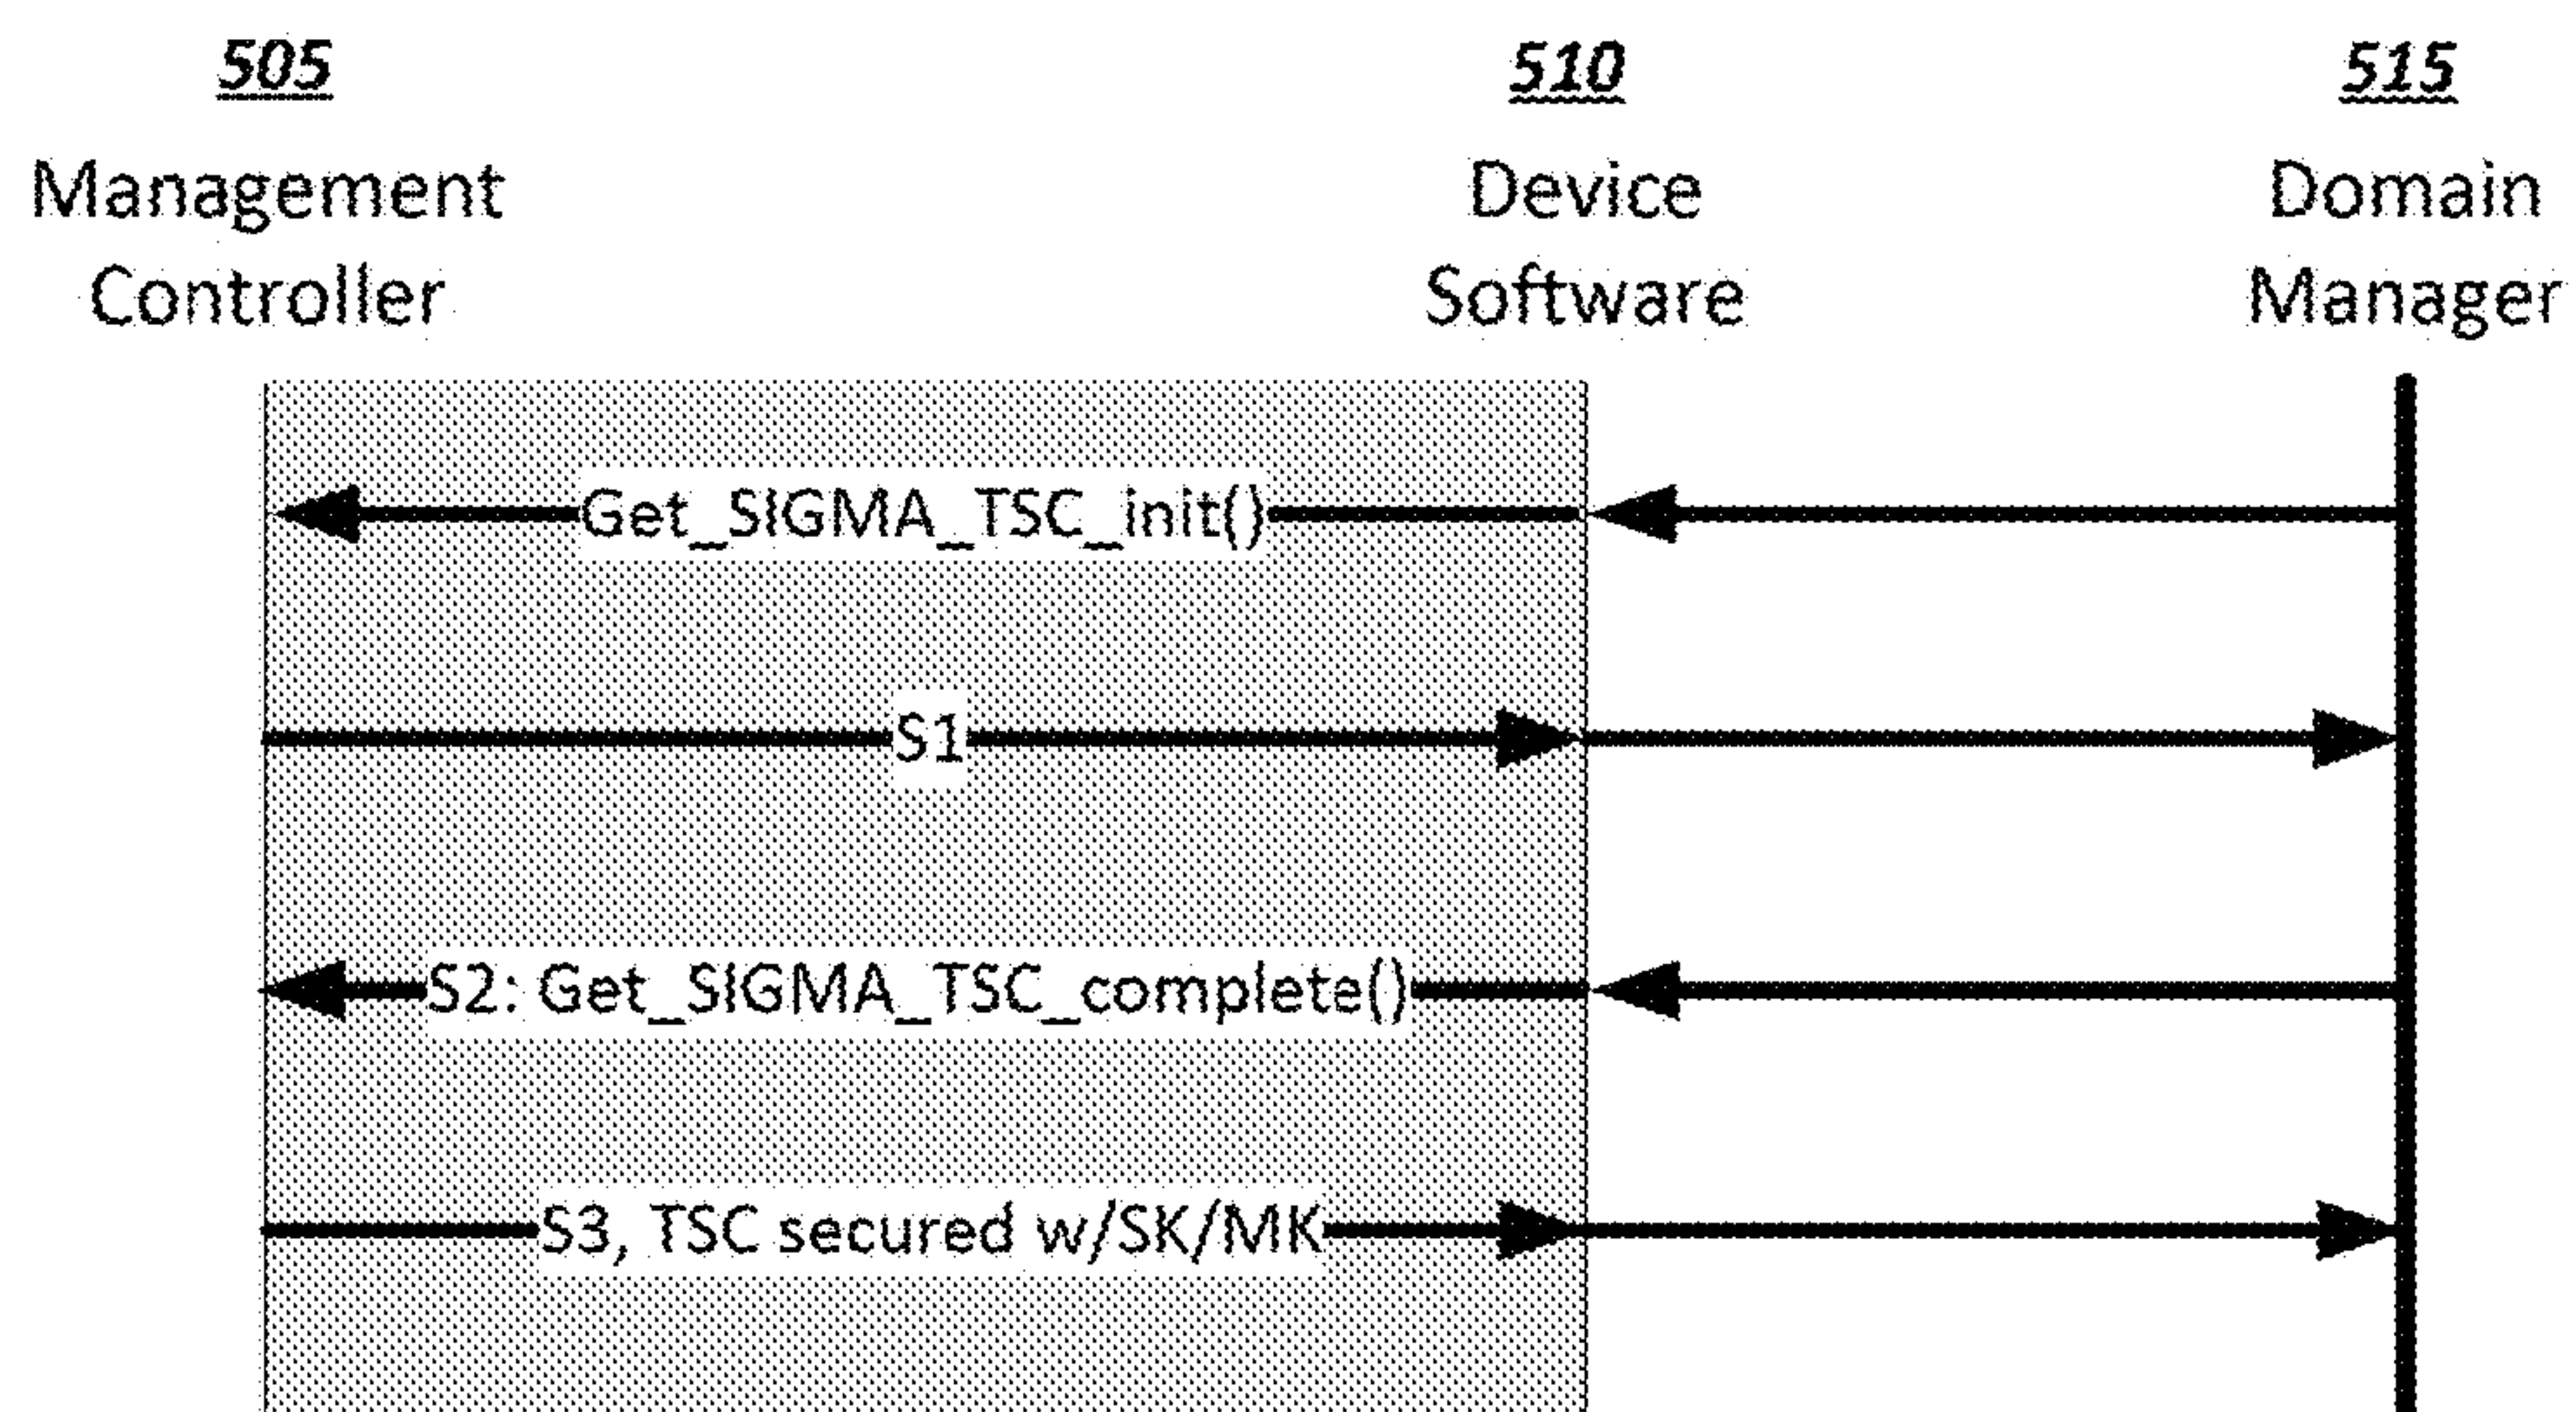 505
Management
Controller
510
Device
Software
515
Domain
Manager
Get_SIGMA_TSC_init()
S1
S2: Get_SIGMA_TSC_complete()
S3, TSC secured w/SK/MK